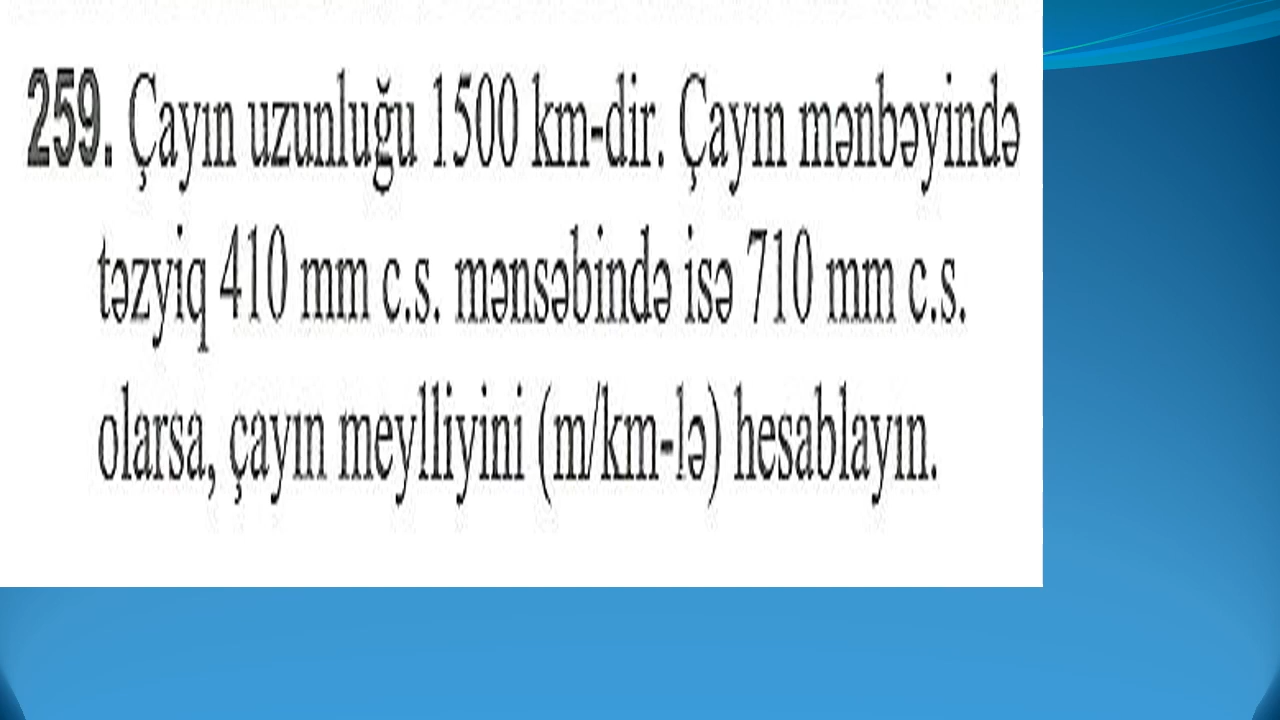 259. Çayın uzunluğu 1500 km-dir. Çayın mənbəyində
təzyiq 410 mm c.s. mənsəbində isə 710 mm c.s.
olarsa, çayın meylliyini (m/km-lə) hesablayın.